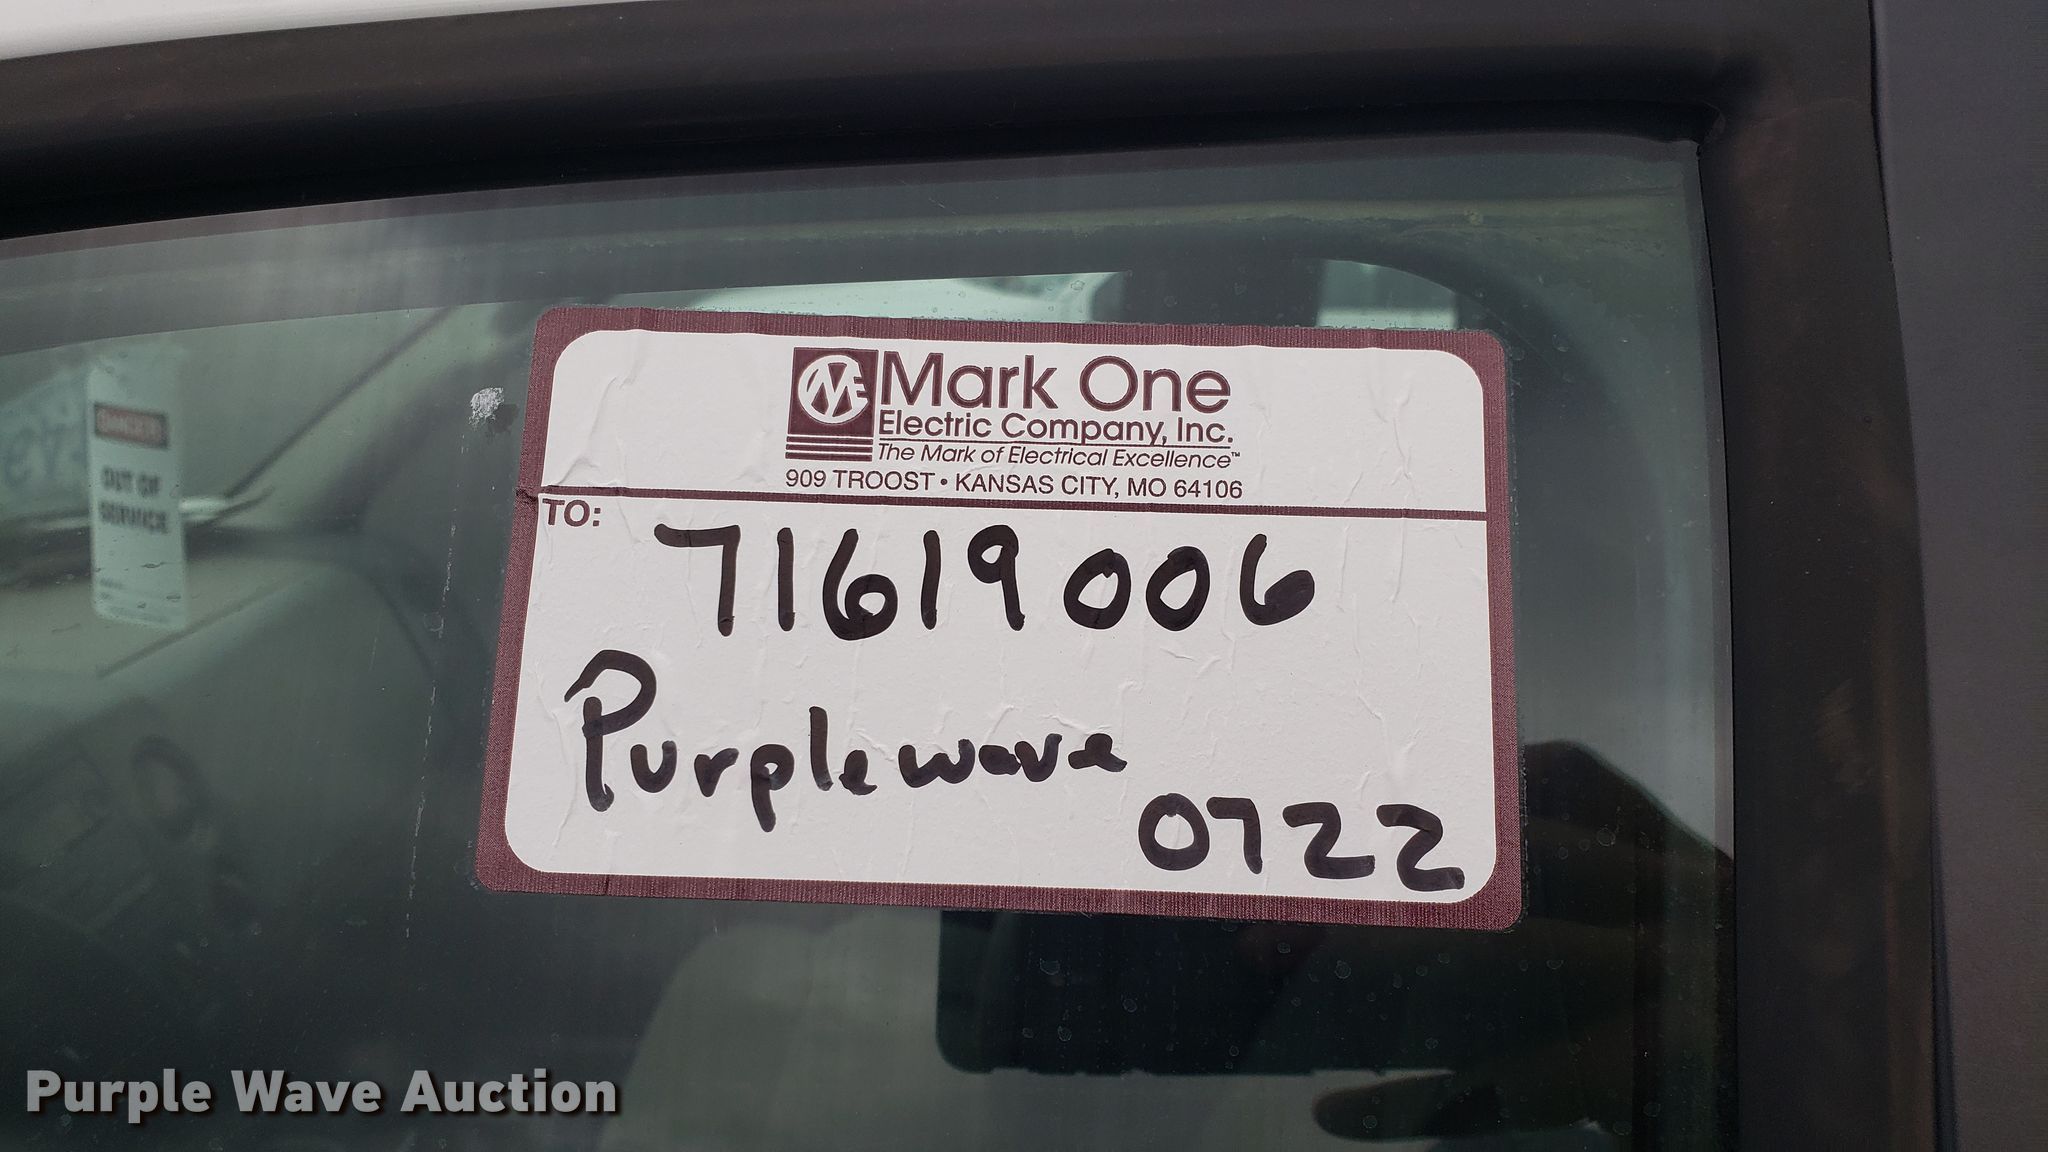 Mark One
Electric Company, Inc.
The Mark of Electrical Excellence™
909 TROOST • KANSAS CITY, MO 64106
TO:
71619006
Purplewave
0722
DANGER
OUT OF
SERVICE
Purple Wave Auction